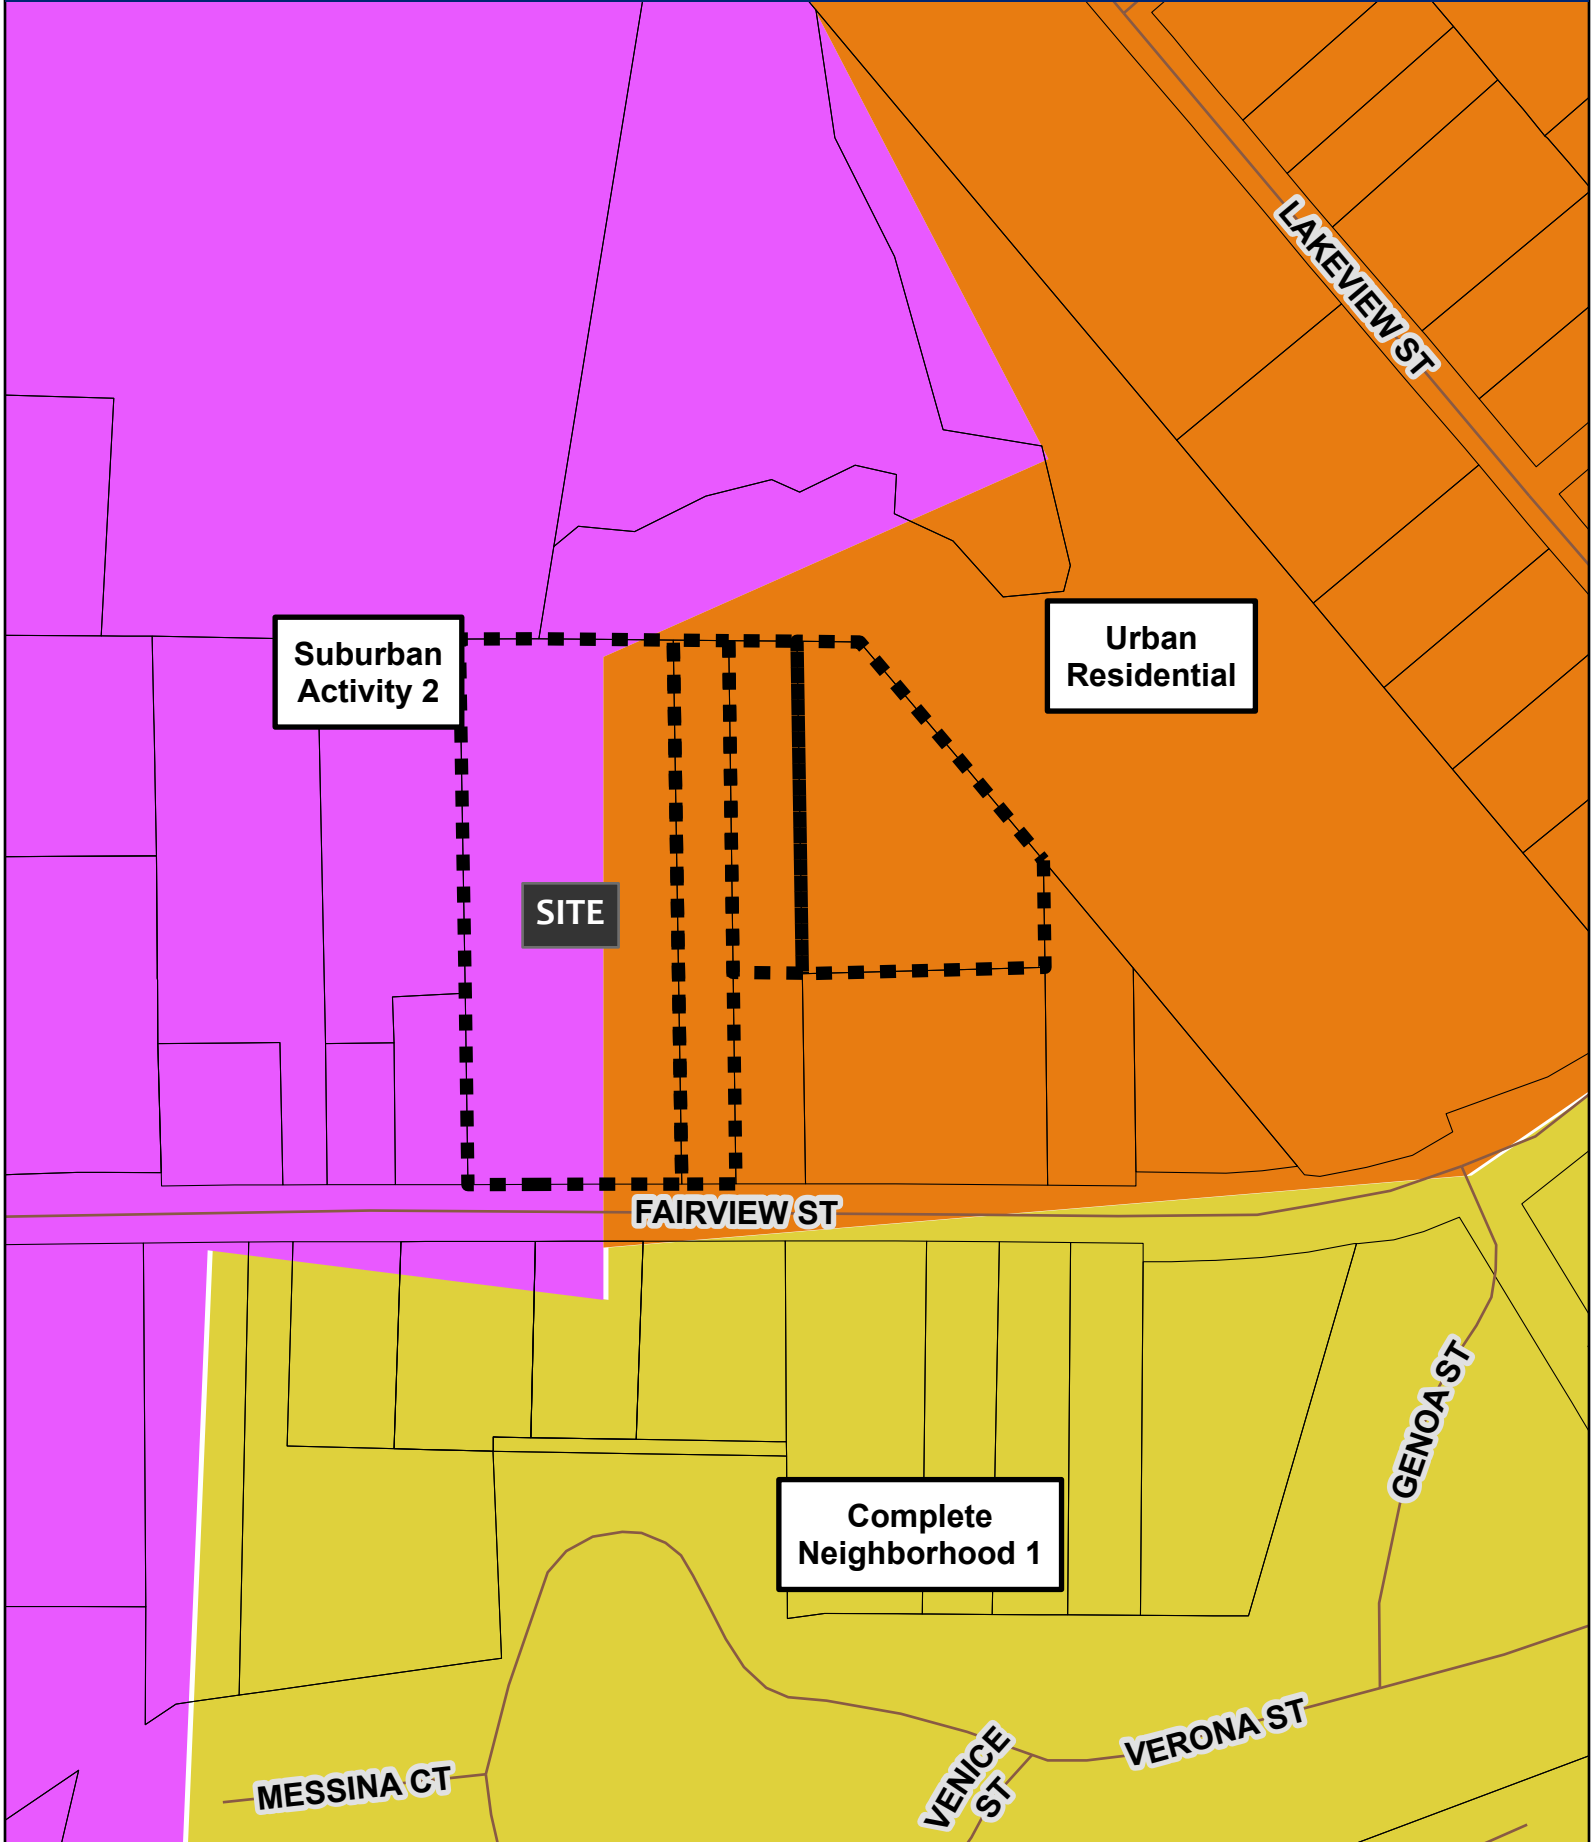 LAKEVIEW ST
Suburban
Activity 2
Urban
Residential
SITE
FAIRVIEW ST
GENOA ST
Complete
Neighborhood 1
VERONA ST
VENICE
ST
MESSINA CT